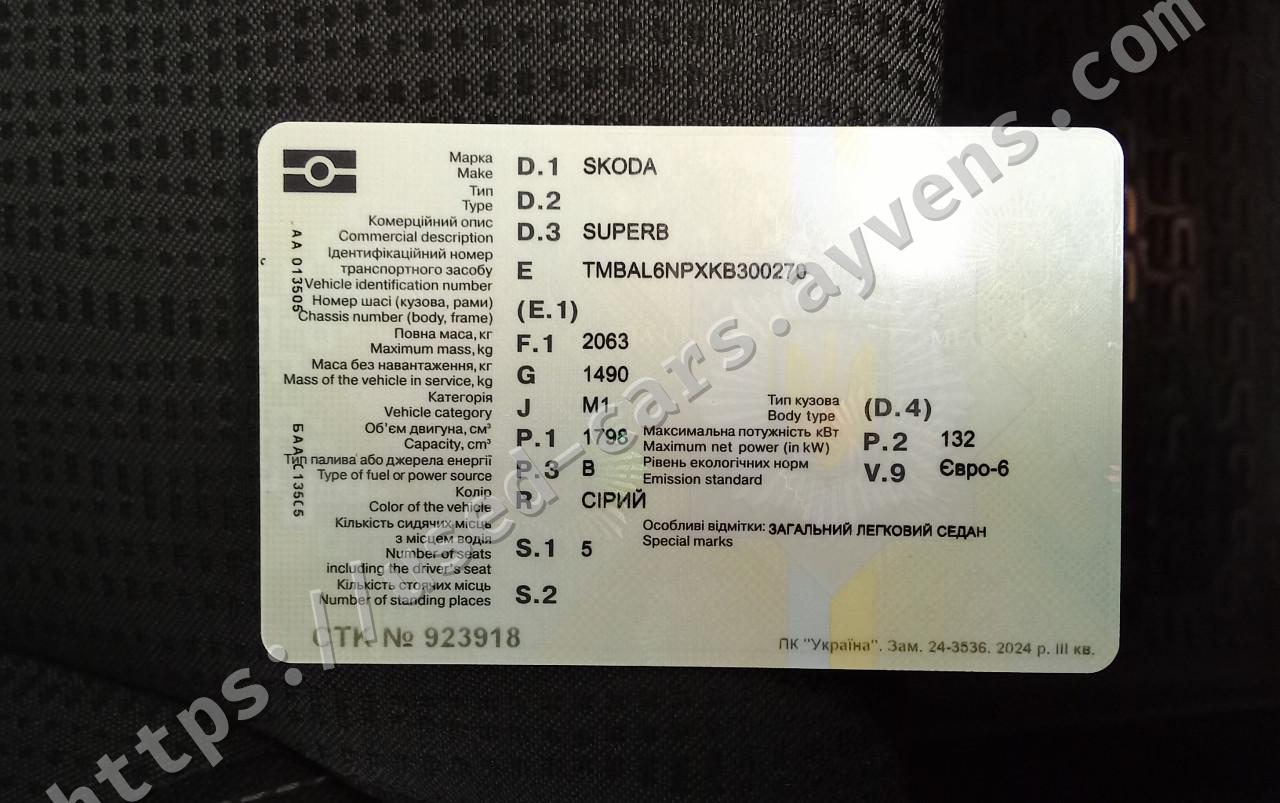 Марка
Make D.1 SKODA
Тип
Type D.2
Комерційний опис
Commercial description D.3 SUPERB
Ідентифікаційний номер
транспортного засобу E TMBAL6NPXKB300270
Vehicle identification number
Номер шасі (кузова, рами)
Chassis number (body, frame) (E.1)
Повна маса, кг
Maximum mass, kg F.1 2063
Маса без навантаження, кг
Mass of the vehicle in service, kg G 1490
Категорія
Vehicle category J M1
Тип кузова
Body type (D.4)
Об'єм двигуна, см³
Capacity, cm³ P.1 1798
Максимальна потужність кВт
Maximum net power (in kW) P.2 132
Тип палива або джерела енергії
Type of fuel or power source P.3 B
Рівень екологічних норм
Emission standard V.9 Євро-6
Колір
Color of the vehicle R СІРИЙ
Кількість сидячих місць
з місцем водія
Number of seats S.1 5
including the driver's seat
Особливі відмітки: ЗАГАЛЬНИЙ ЛЕГКОВИЙ СЕДАН
Special marks
Кількість стоячих місць
Number of standing places S.2
СТК № 923918
ПК "Україна". Зам. 24-3536. 2024 р. III кв.
AA 013505
https://used-cars.ayvens.com